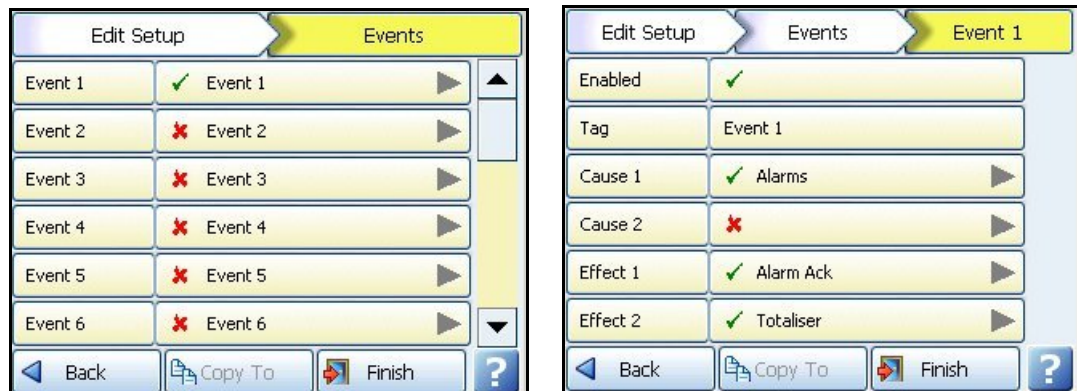 Edit Setup Events
Event 1 Event 1
Event 2 Event 2
Event 3 Event 3
Event 4 Event 4
Event 5 Event 5
Event 6 Event 6
Back Copy To Finish ?
Edit Setup Events Event 1
Enabled
Tag Event 1
Cause 1 Alarms
Cause 2
Effect 1 Alarm Ack
Effect 2 Totaliser
Back Copy To Finish ?